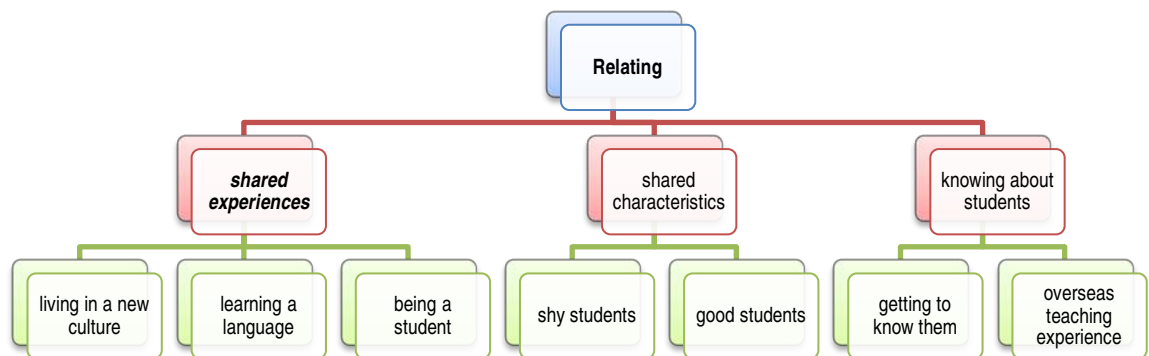 Relating
shared
experiences
shared
characteristics
knowing about
students
living in a new
culture
learning a
language
being a
student
shy students
good students
getting to
know them
overseas
teaching
experience